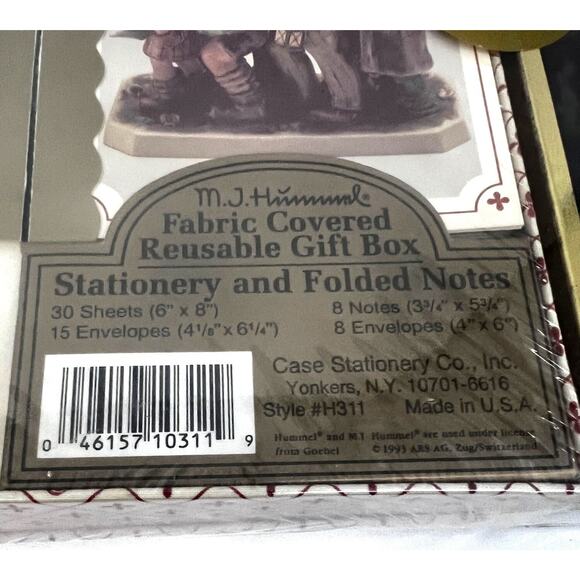 M.J. Hummel®
Fabric Covered
Reusable Gift Box
Stationery and Folded Notes
30 Sheets (6" x 8")
8 Notes (3¾" x 5¾")
15 Envelopes (4⅛" x 6¼")
8 Envelopes (4" x 6")
Case Stationery Co., Inc.
Yonkers, N.Y. 10701-6616
Style #H311 Made in U.S.A.
Hummel® and M.I. Hummel® are used under license
from Goebel © 1993 ARS AG, Zug/Switzerland
0 46157 10311 9